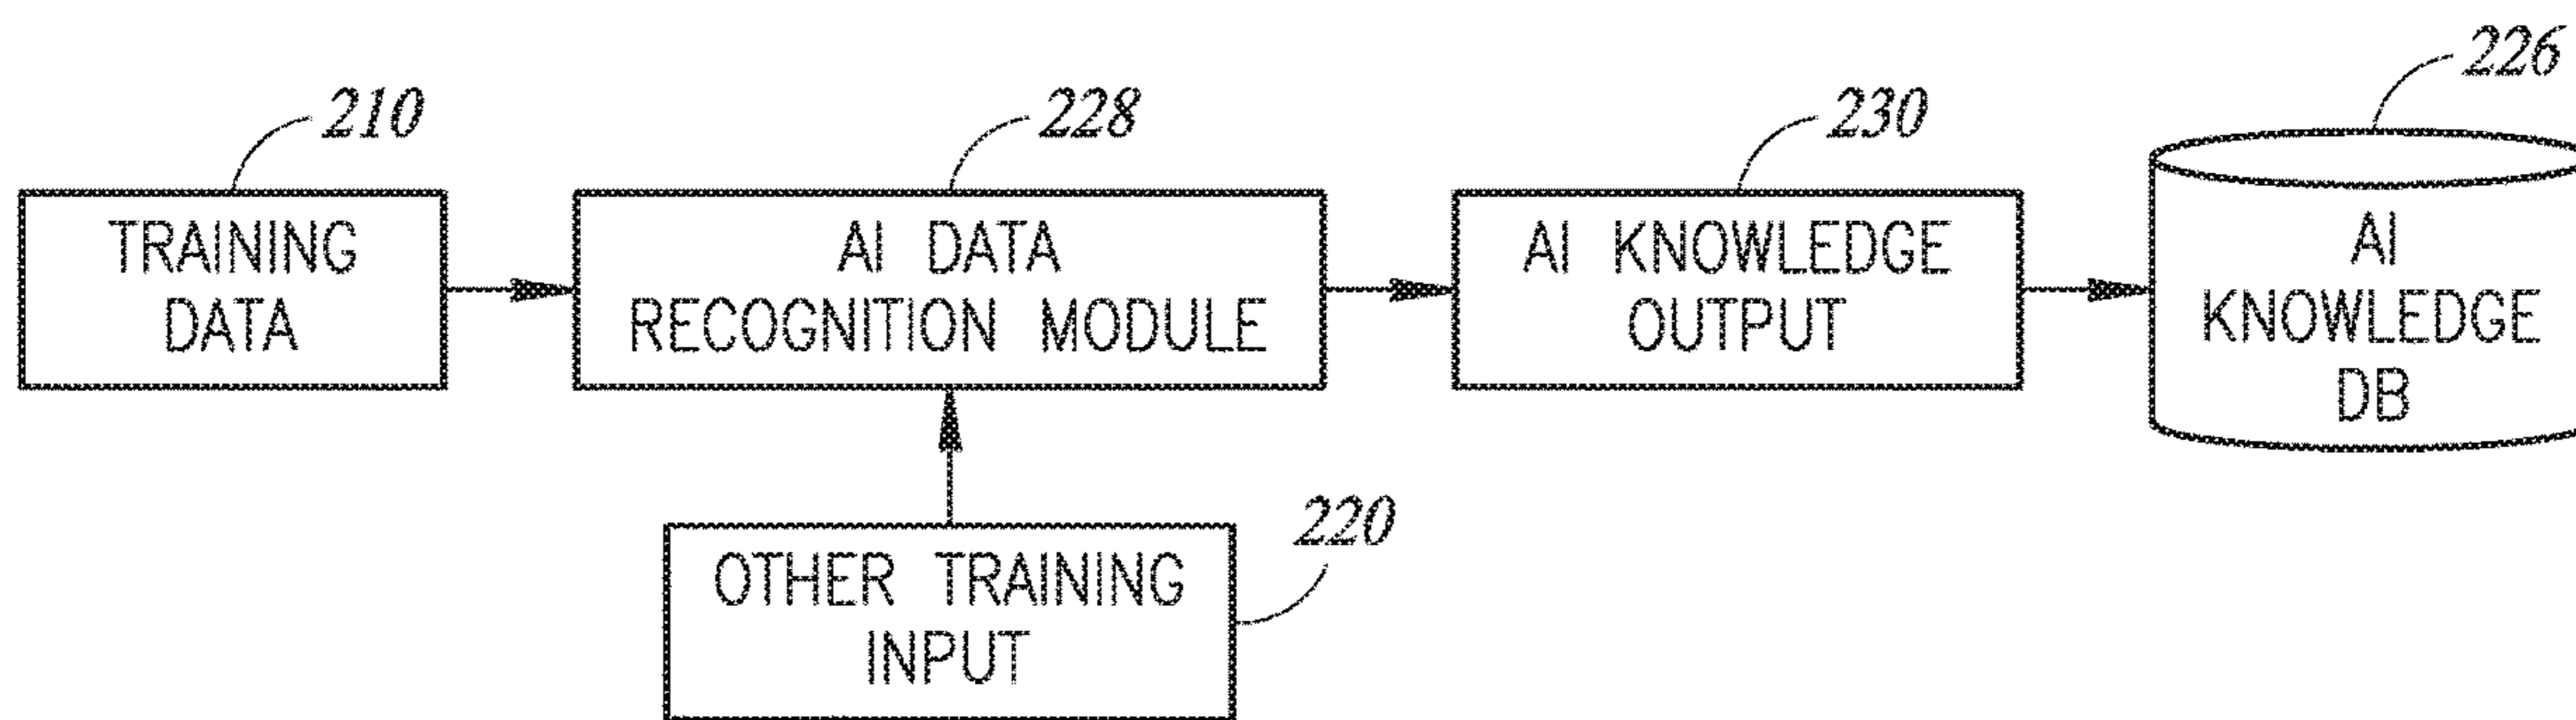 226
210
228
230
TRAINING
DATA
AI DATA
RECOGNITION MODULE
AI KNOWLEDGE
OUTPUT
AI
KNOWLEDGE
DB
220
OTHER TRAINING
INPUT